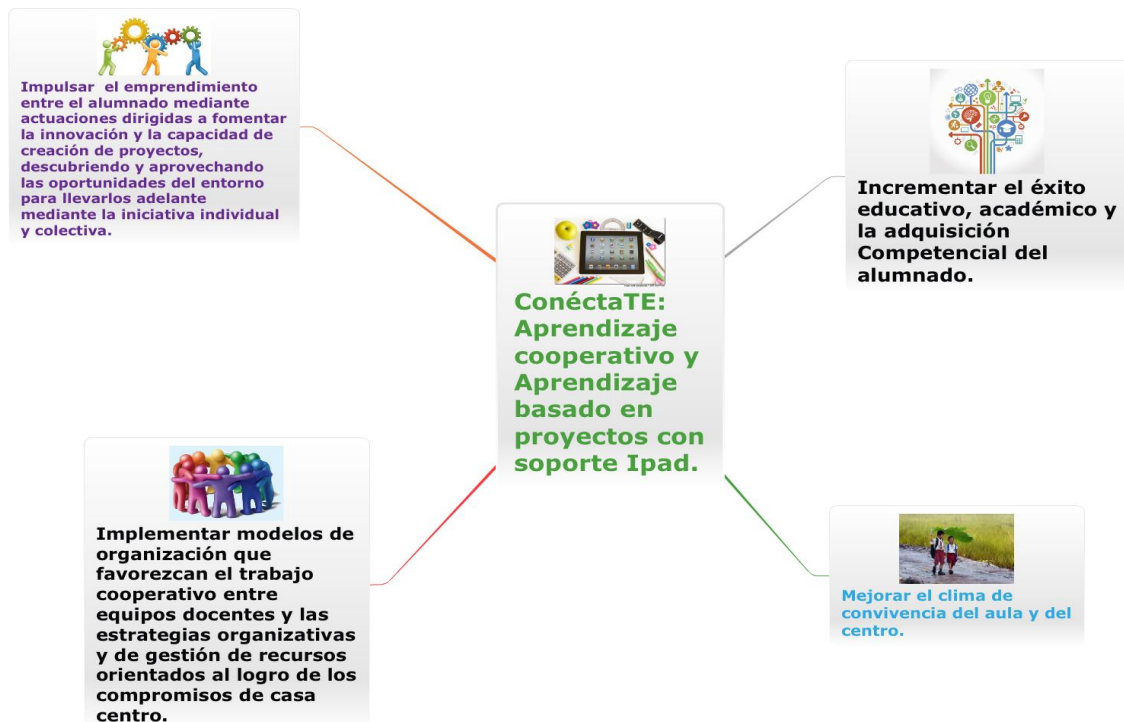 Impulsar  el emprendimiento
entre el alumnado mediante
actuaciones dirigidas a fomentar
la innovación y la capacidad de
creación de proyectos,
descubriendo y aprovechando
las oportunidades del entorno
para llevarlos adelante
mediante la iniciativa individual
y colectiva.
Incrementar el éxito
educativo, académico y
la adquisición
Competencial del
alumnado.
ConéctaTE:
Aprendizaje
cooperativo y
Aprendizaje
basado en
proyectos con
soporte Ipad.
Implementar modelos de
organización que
favorezcan el trabajo
cooperativo entre
equipos docentes y las
estrategias organizativas
y de gestión de recursos
orientados al logro de los
compromisos de casa
centro.
Mejorar el clima de
convivencia del aula y del
centro.